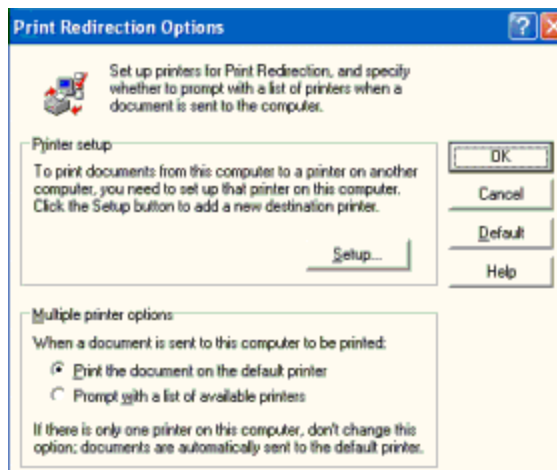 Print Redirection Options
Set up printers for Print Redirection, and specify
whether to prompt with a list of printers when a
document is sent to the computer.
Printer setup
To print documents from this computer to a printer on another
computer, you need to set up that printer on this computer.
Click the Setup button to add a new destination printer.
Setup...
OK
Cancel
Default
Help
Multiple printer options
When a document is sent to this computer to be printed:
Print the document on the default printer
Prompt with a list of available printers
If there is only one printer on this computer, don't change this
option; documents are automatically sent to the default printer.